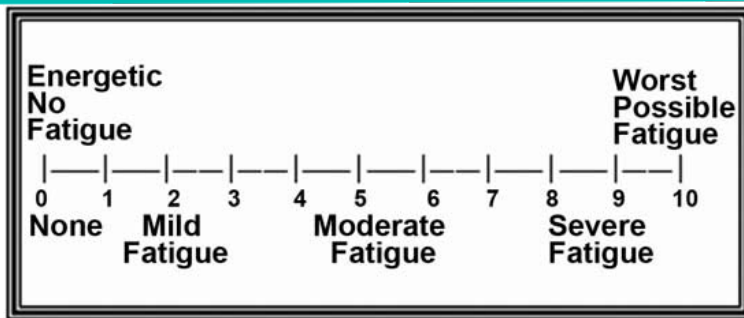 Energetic
No
Fatigue
Worst
Possible
Fatigue
0 1 2 3 4 5 6 7 8 9 10
None Mild Moderate Severe
Fatigue Fatigue Fatigue